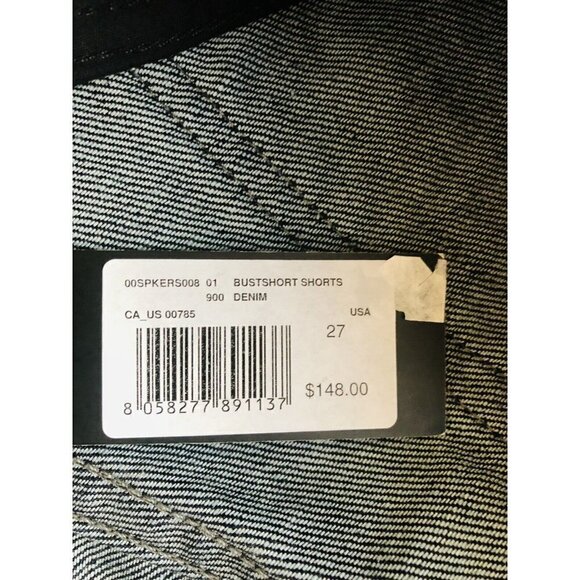 00SPKERS008 01 BUSTSHORT SHORTS
900 DENIM
CA_US 00785 USA
27
$148.00
8 058277 891137